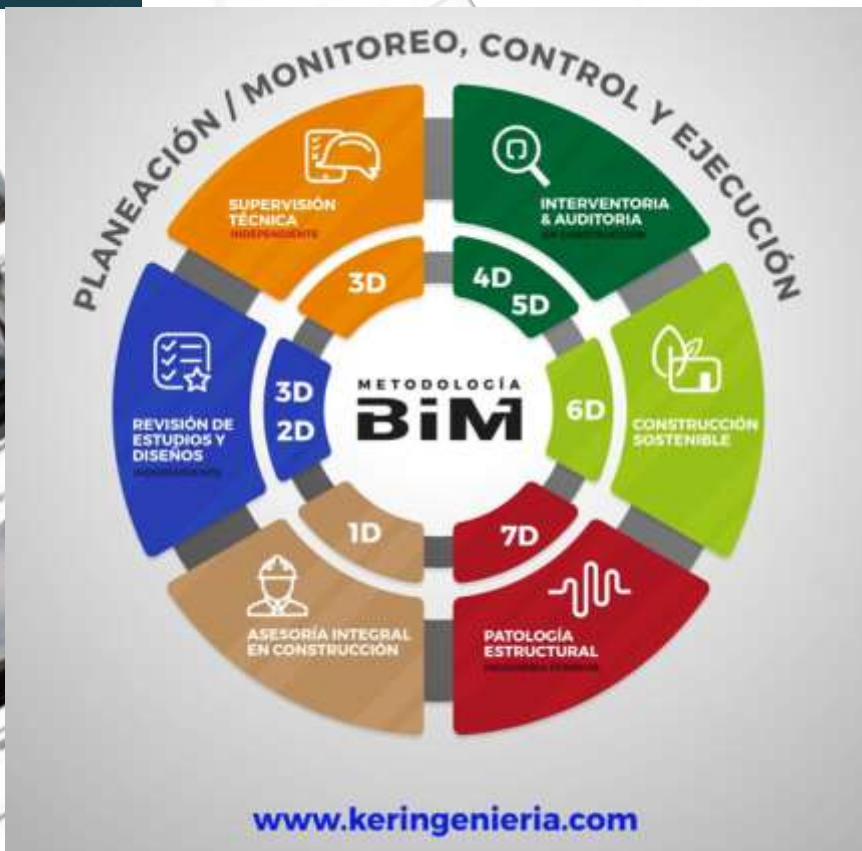 PLANEACIÓN / MONITOREO, CONTROL Y EJECUCIÓN
SUPERVISIÓN
TÉCNICA
INDEPENDIENTE
3D
INTERVENTORIA
& AUDITORIA
4D
5D
REVISIÓN DE
ESTUDIOS Y
DISEÑOS
3D
2D
METODOLOGÍA
BiM
6D
CONSTRUCCIÓN
SOSTENIBLE
1D
ASESORÍA INTEGRAL
EN CONSTRUCCIÓN
7D
PATOLOGÍA
ESTRUCTURAL
www.keringenieria.com